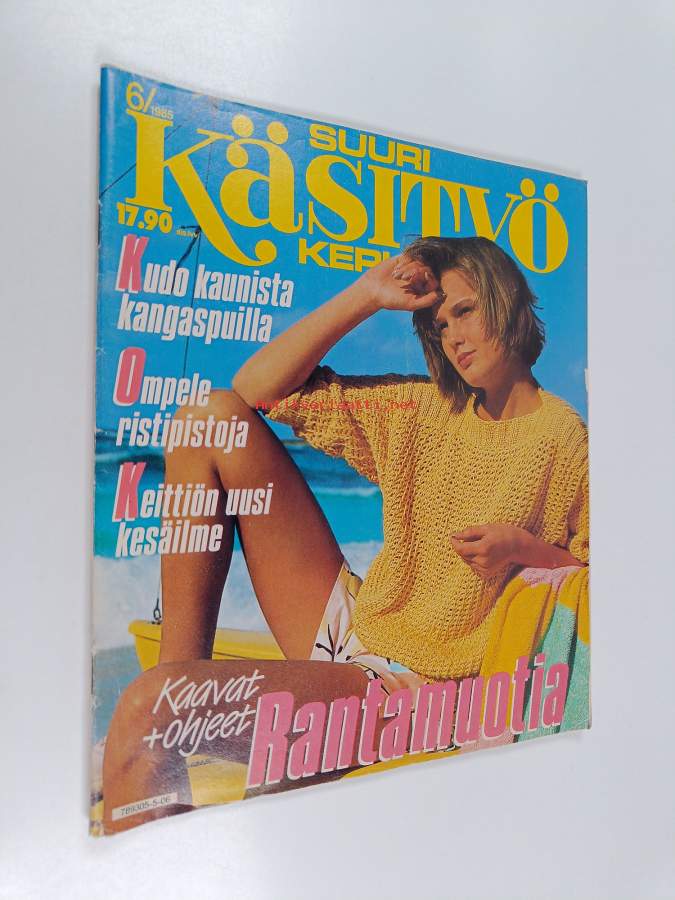 6/1985
SUURI
KÄSITYÖ
17.90
Kudo kaunista
kangaspuilla
Ompele
ristipistoja
Keittiön uusi
kesäilme
Kaavat
+ohjeet
Rantamuotia
789305-5-06